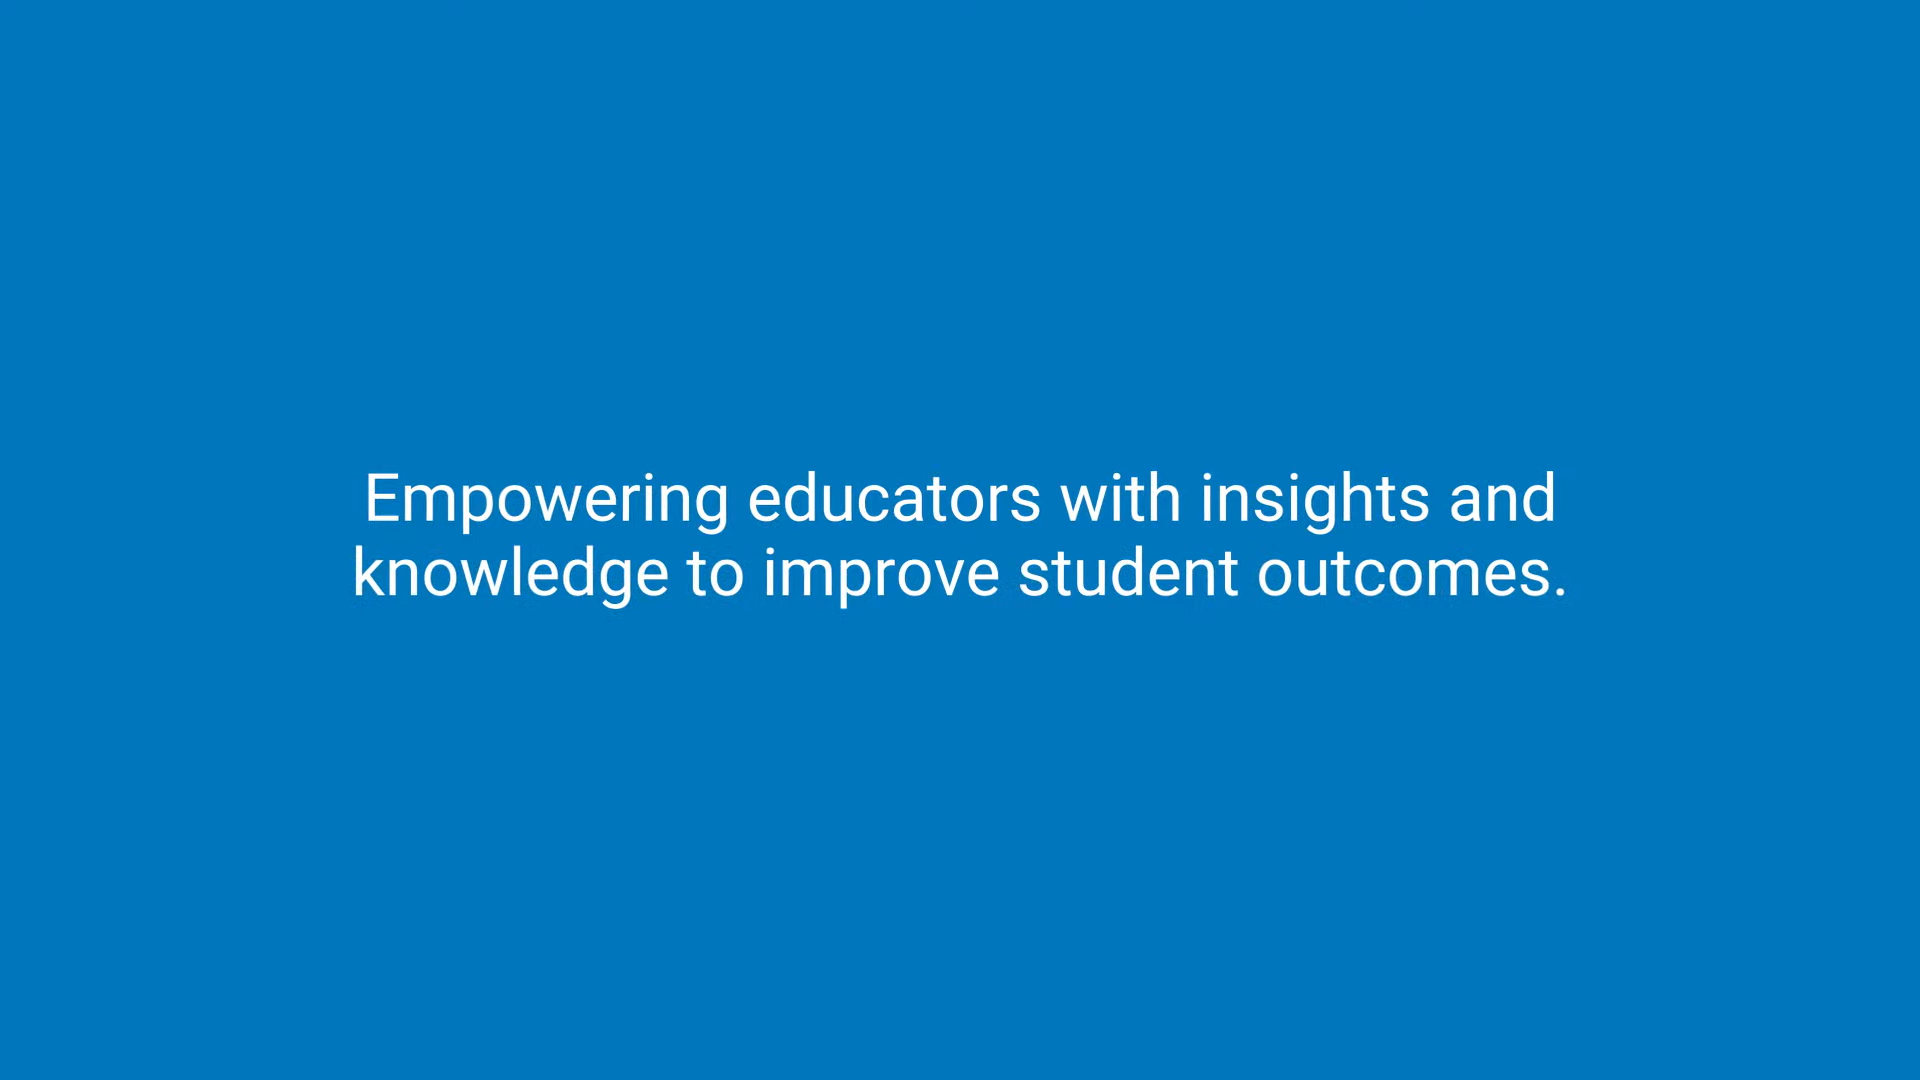 Empowering educators with insights and
knowledge to improve student outcomes.